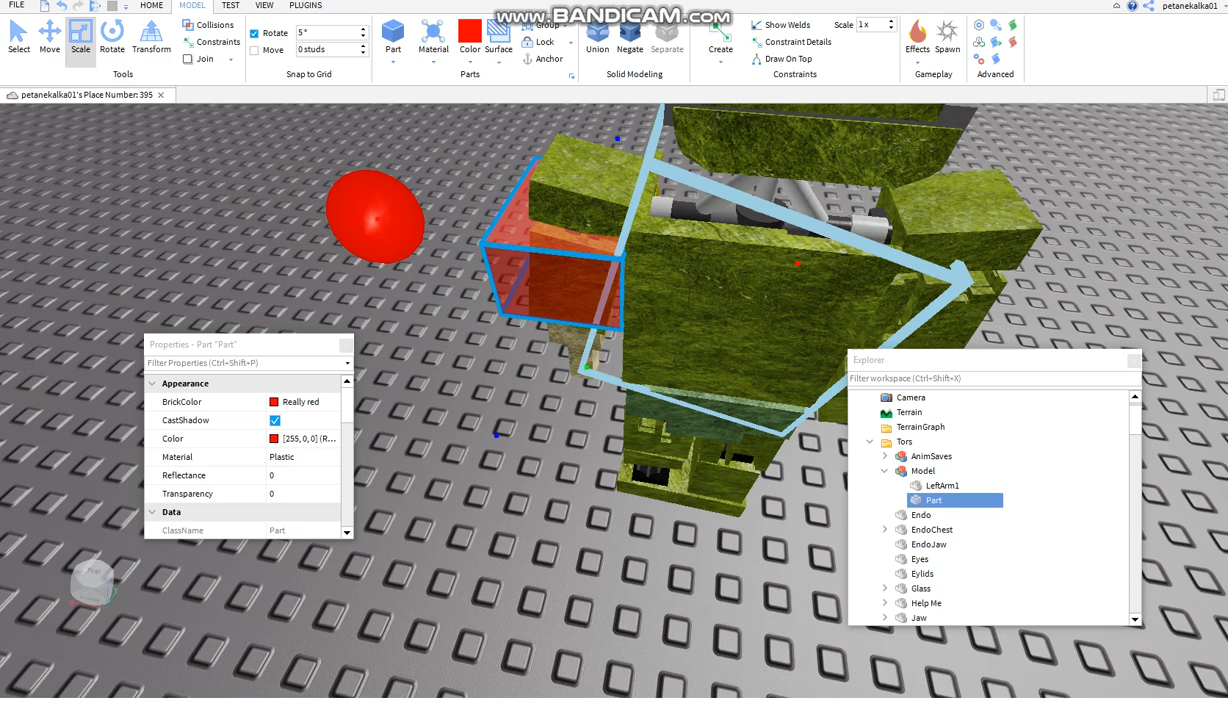 FILE HOME MODEL TEST VIEW PLUGINS petanekalka01
www.BANDICAM.com
Select Move Scale Rotate Transform
Collisions
Constraints
Join
Tools
Rotate 5°
Move 0 studs
Snap to Grid
Part Material Color Surface
Group
Lock
Anchor
Parts
Union Negate Separate
Solid Modeling
Create
Show Welds Scale 1x
Constraint Details
Draw On Top
Constraints
Effects Spawn
Gameplay
Advanced
petanekalka01's Place Number: 395
Properties - Part "Part"
Filter Properties (Ctrl+Shift+P)
Appearance
BrickColor Really red
CastShadow
Color [255, 0, 0] (R...
Material Plastic
Reflectance 0
Transparency 0
Data
ClassName Part
Explorer
Filter workspace (Ctrl+Shift+X)
Camera
Terrain
TerrainGraph
Tors
AnimSaves
Model
LeftArm1
Part
Endo
EndoChest
EndoJaw
Eyes
Eylids
Glass
Help Me
Jaw